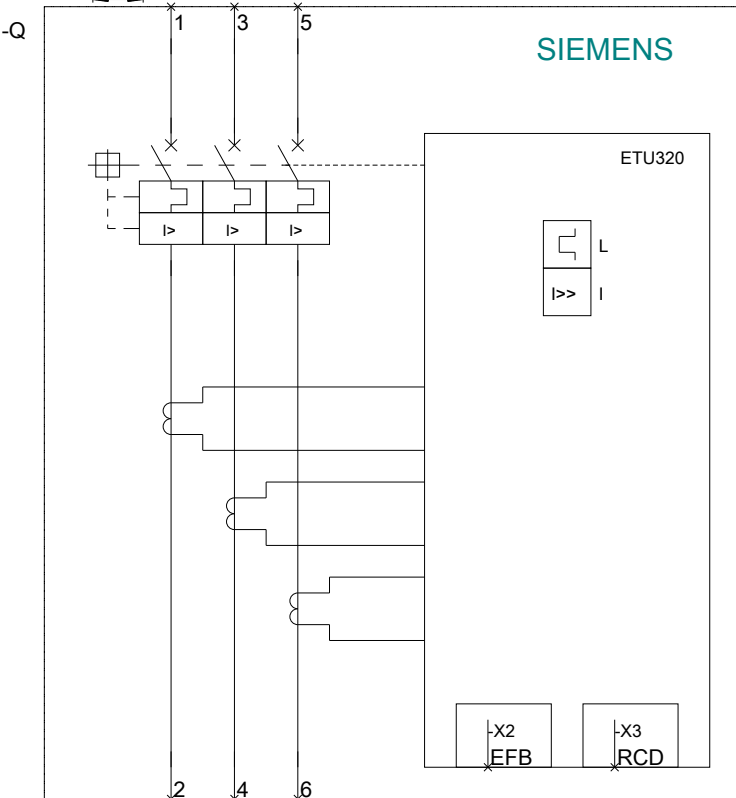 -Q
1 3 5
SIEMENS
ETU320
I> I> I>
L
I>> I
-X2
EFB
-X3
RCD
2 4 6